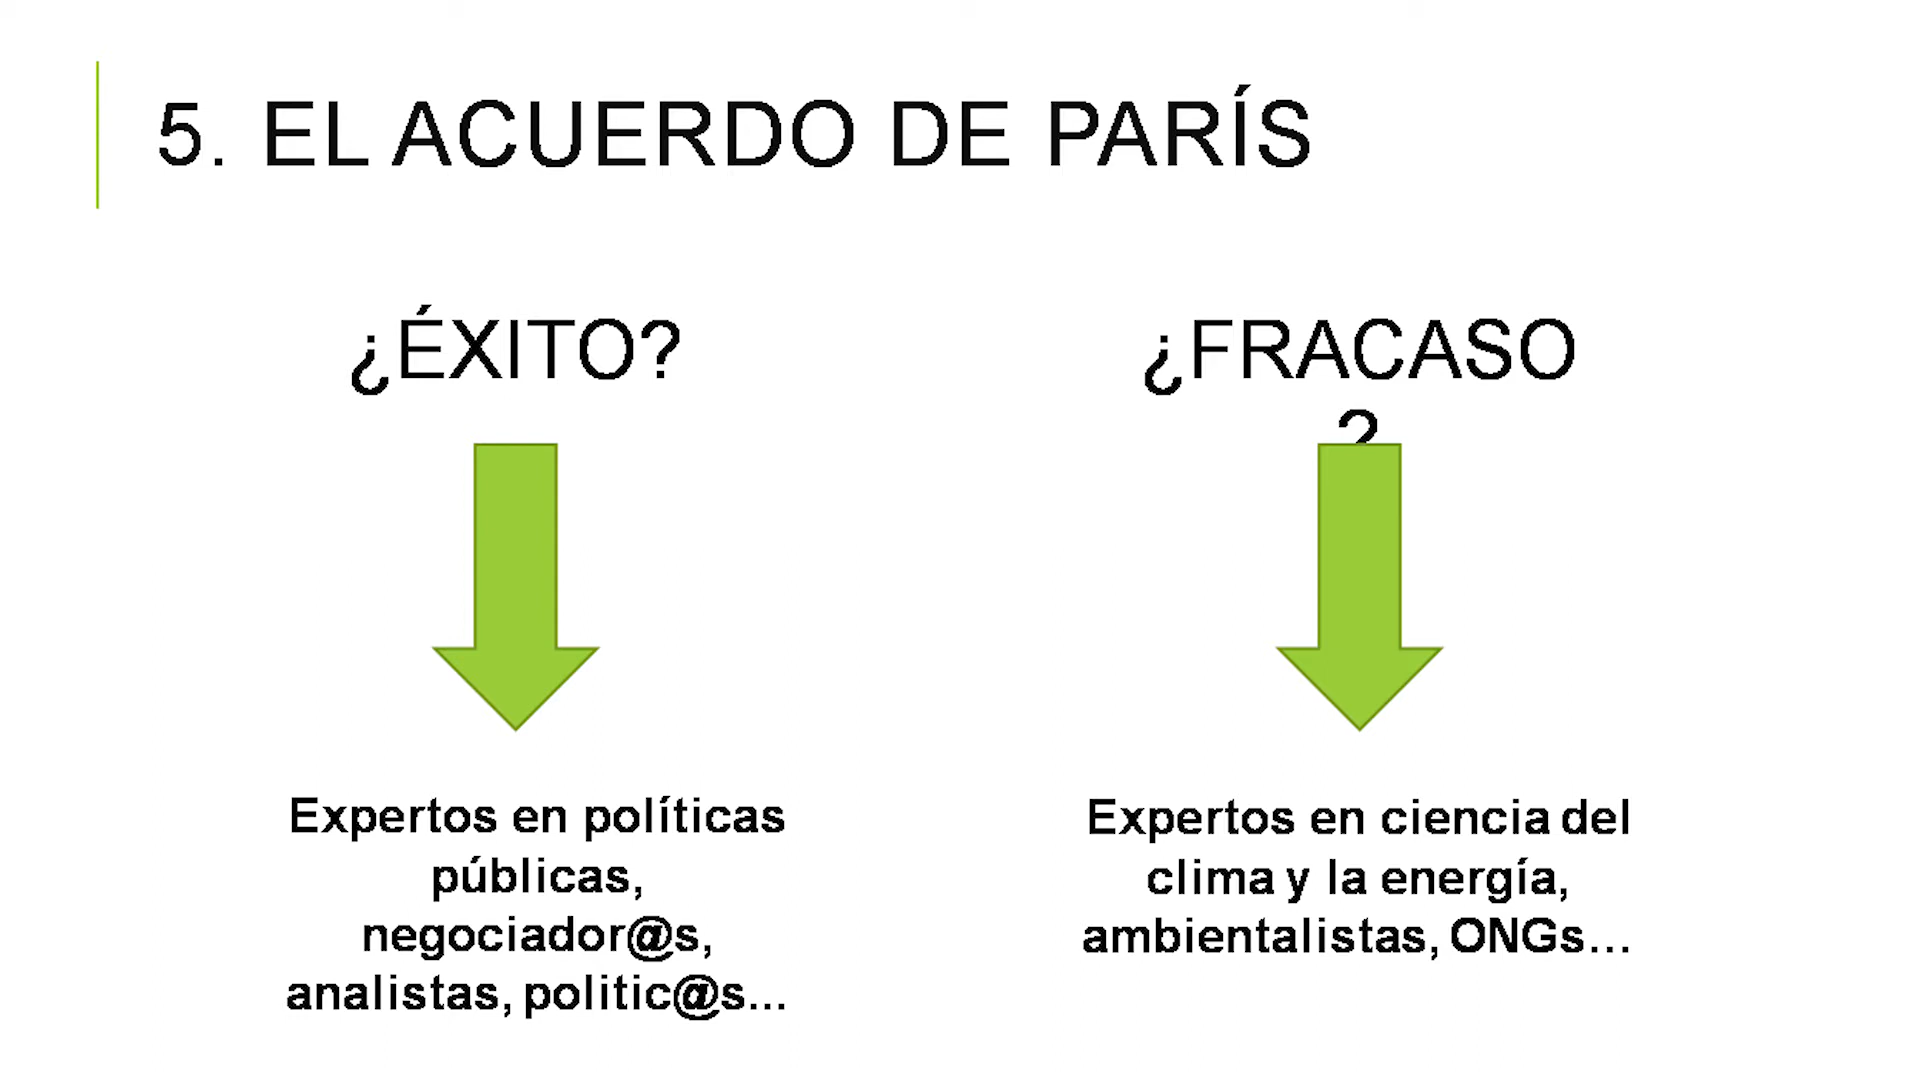 5. EL ACUERDO DE PARÍS
¿ÉXITO?
¿FRACASO
?
Expertos en políticas
públicas,
negociador@s,
analistas, politic@s...
Expertos en ciencia del
clima y la energía,
ambientalistas, ONGs...